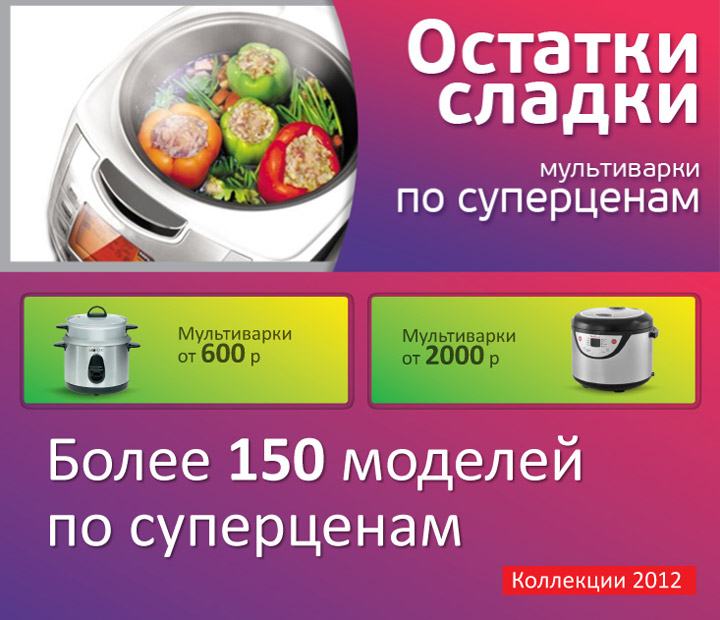 Остатки
сладки
мультиварки
по суперценам
Мультиварки
от 600 р
Мультиварки
от 2000 р
Более 150 моделей
по суперценам
Коллекции 2012